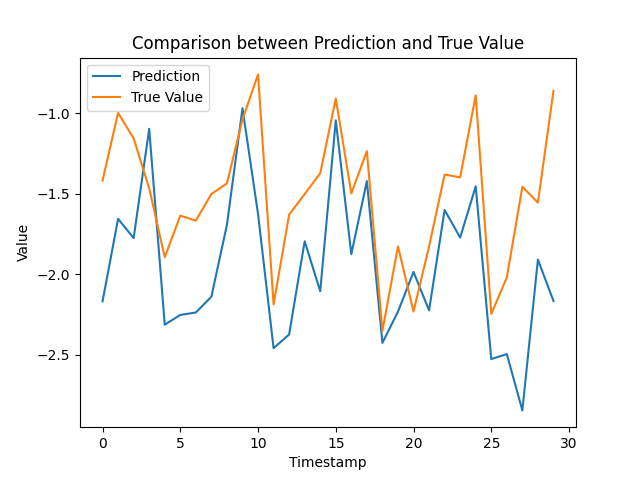 Comparison between Prediction and True Value
Prediction
True Value
−1.0
−1.5
−2.0
−2.5
Value
0
5
10
15
20
25
30
Timestamp